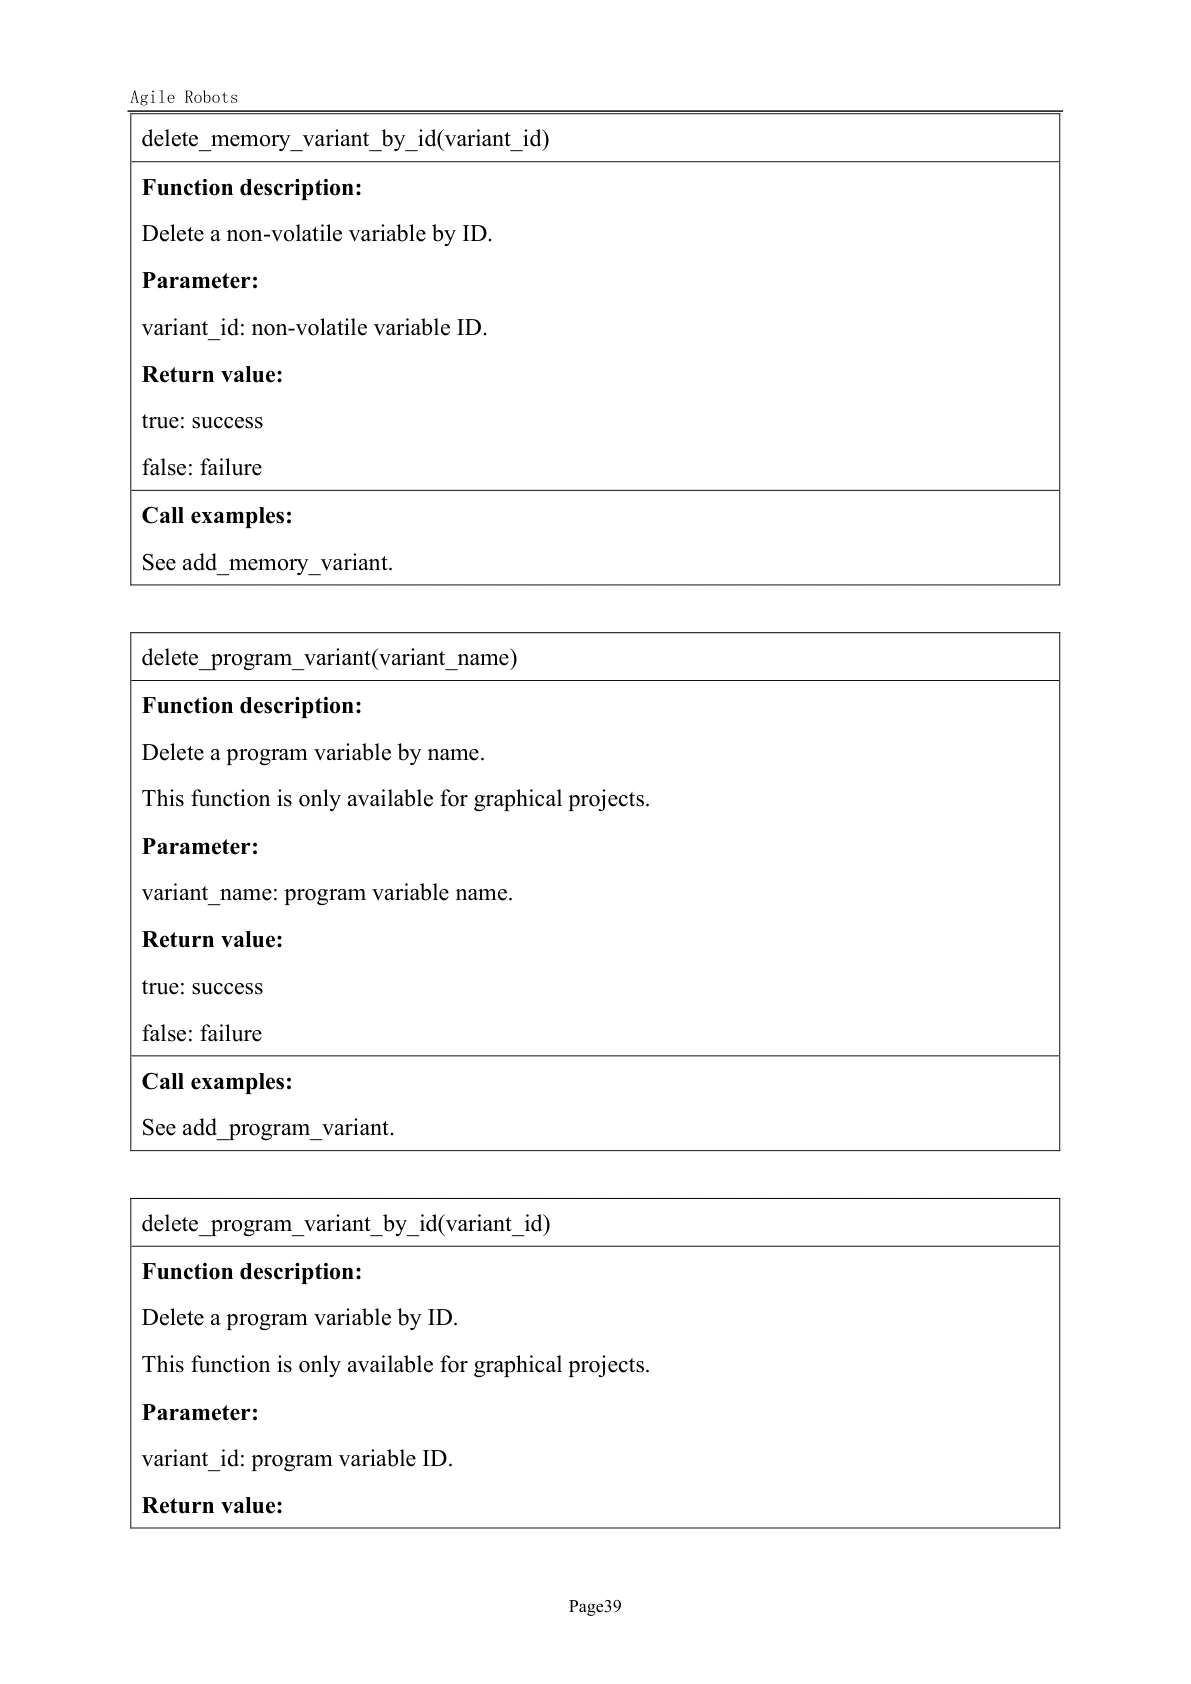 Agile Robots
delete_memory_variant_by_id(variant_id)
Function description:
Delete a non-volatile variable by ID.
Parameter:
variant_id: non-volatile variable ID.
Return value:
true: success
false: failure
Call examples:
See add_memory_variant.
delete_program_variant(variant_name)
Function description:
Delete a program variable by name.
This function is only available for graphical projects.
Parameter:
variant_name: program variable name.
Return value:
true: success
false: failure
Call examples:
See add_program_variant.
delete_program_variant_by_id(variant_id)
Function description:
Delete a program variable by ID.
This function is only available for graphical projects.
Parameter:
variant_id: program variable ID.
Return value:
Page39